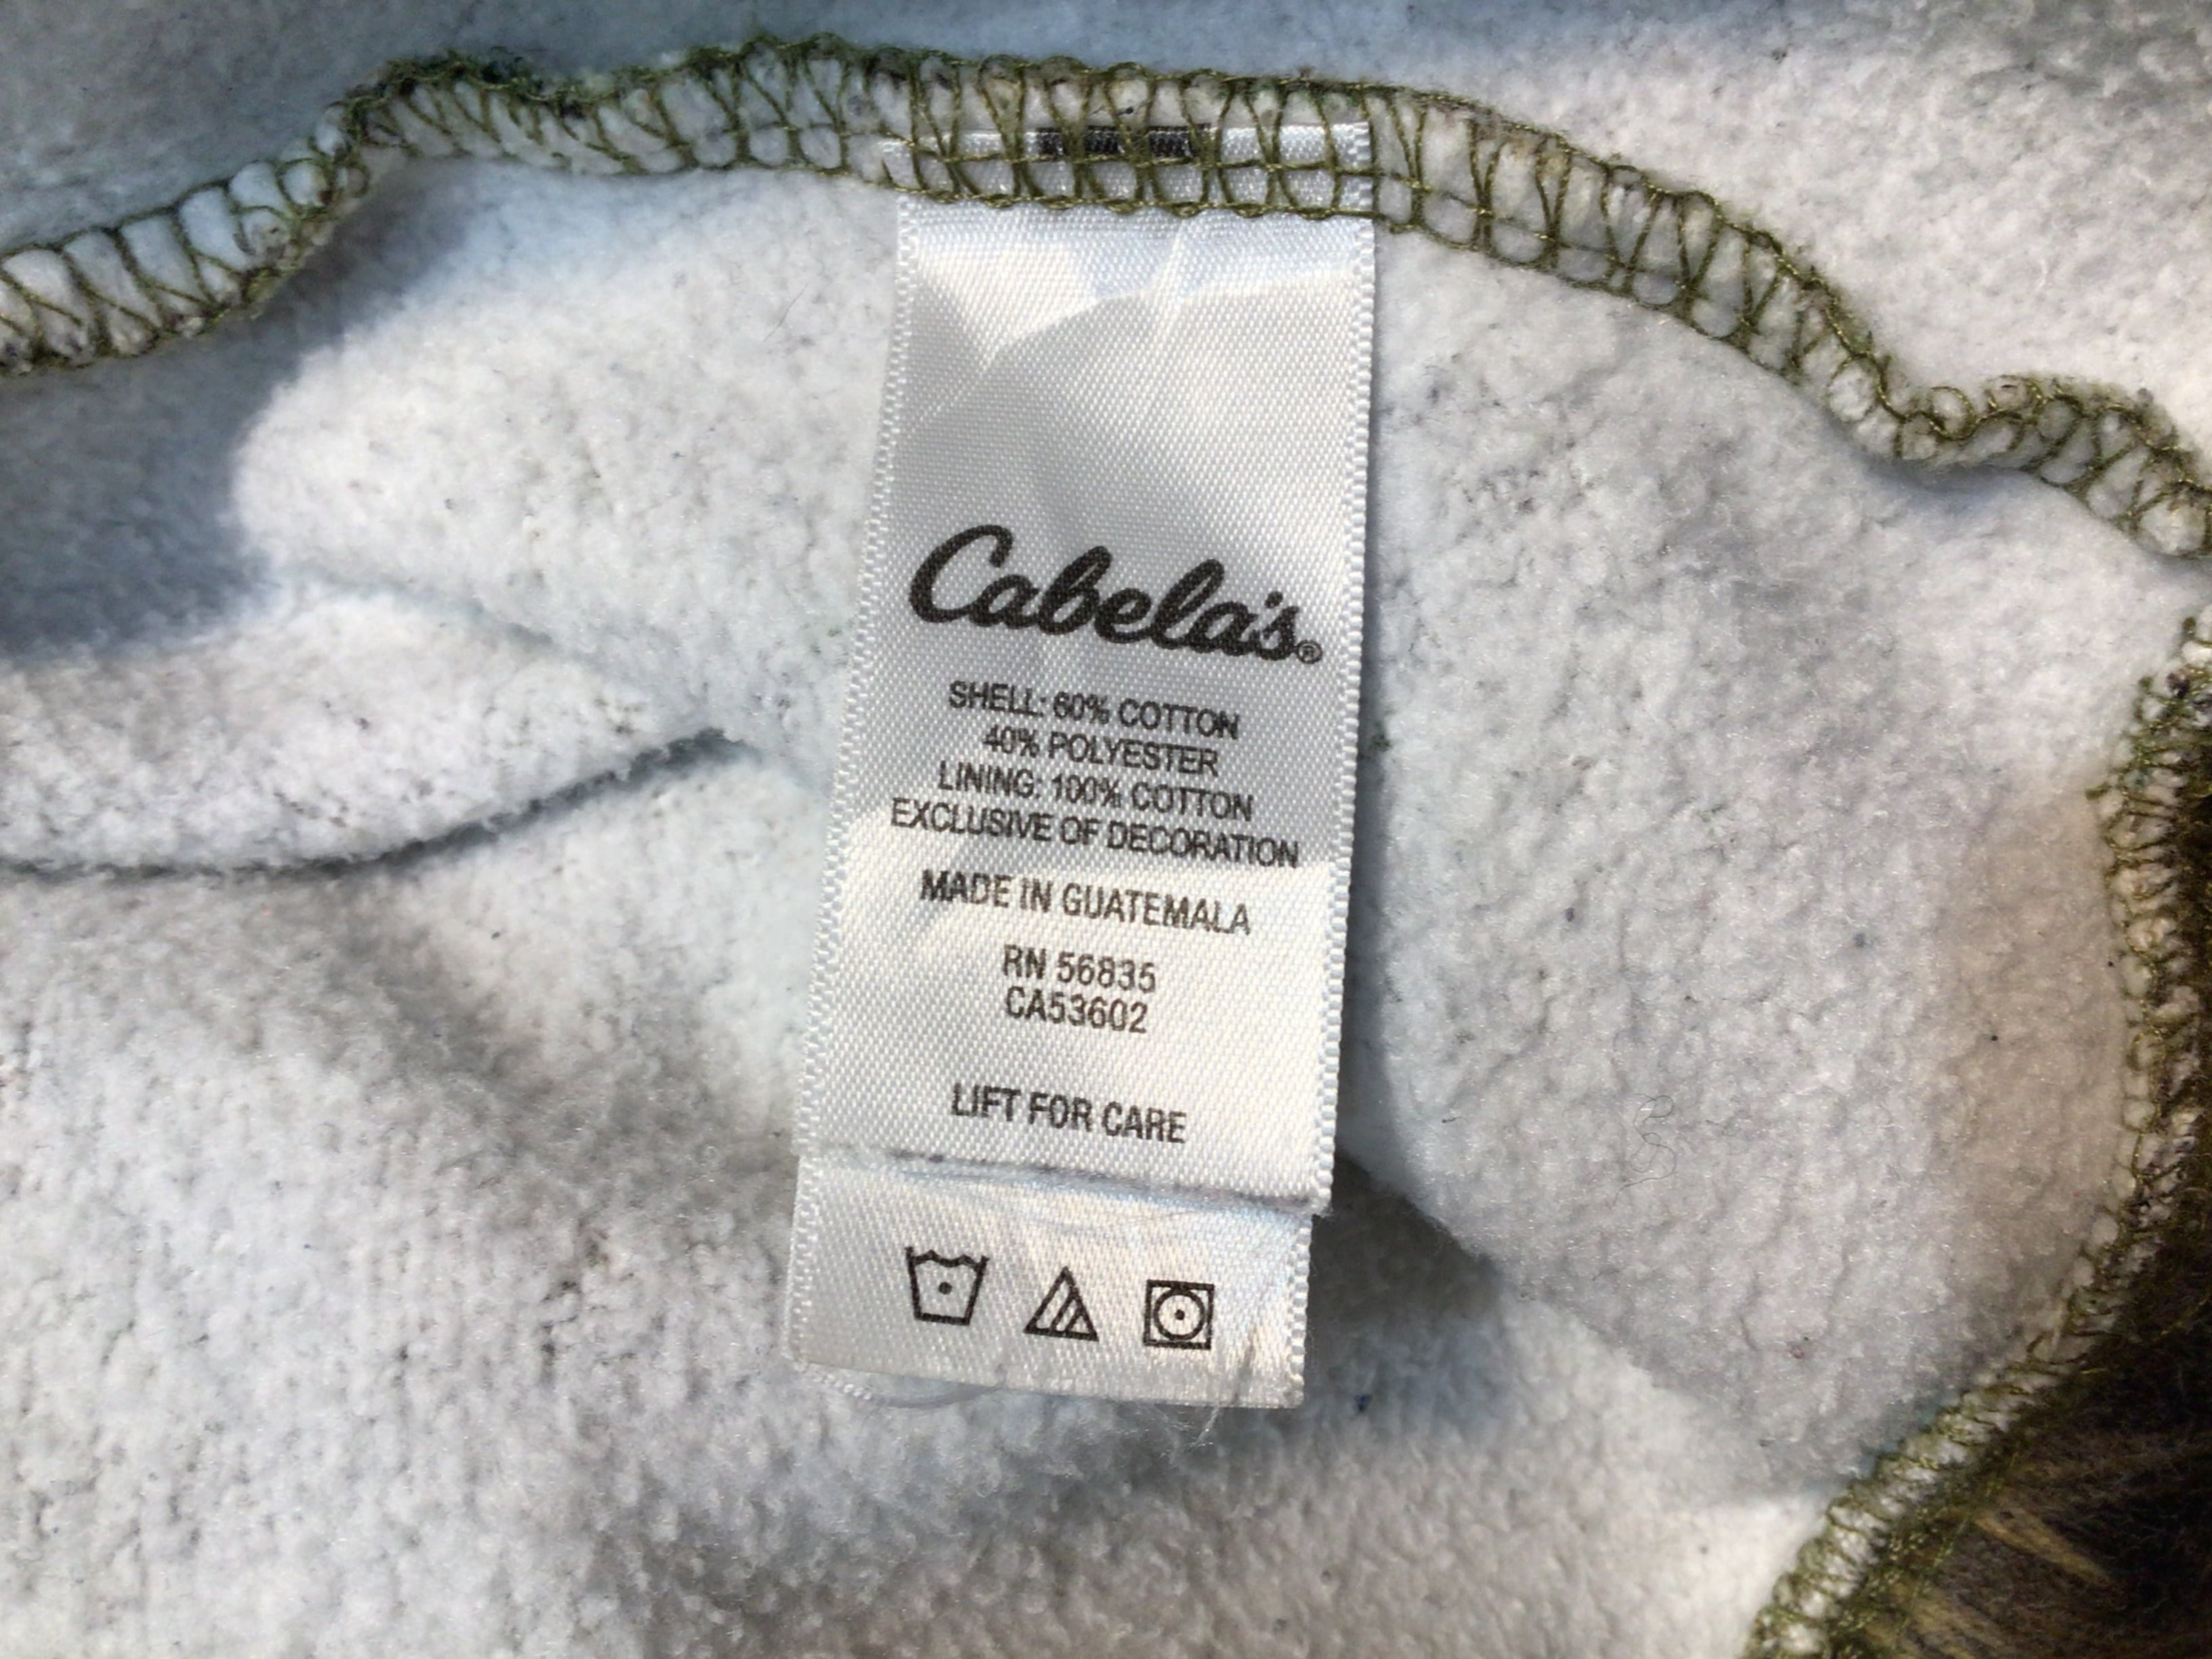 Cabela's®
SHELL: 60% COTTON
40% POLYESTER
LINING: 100% COTTON
EXCLUSIVE OF DECORATION
MADE IN GUATEMALA
RN 56835
CA53602
LIFT FOR CARE